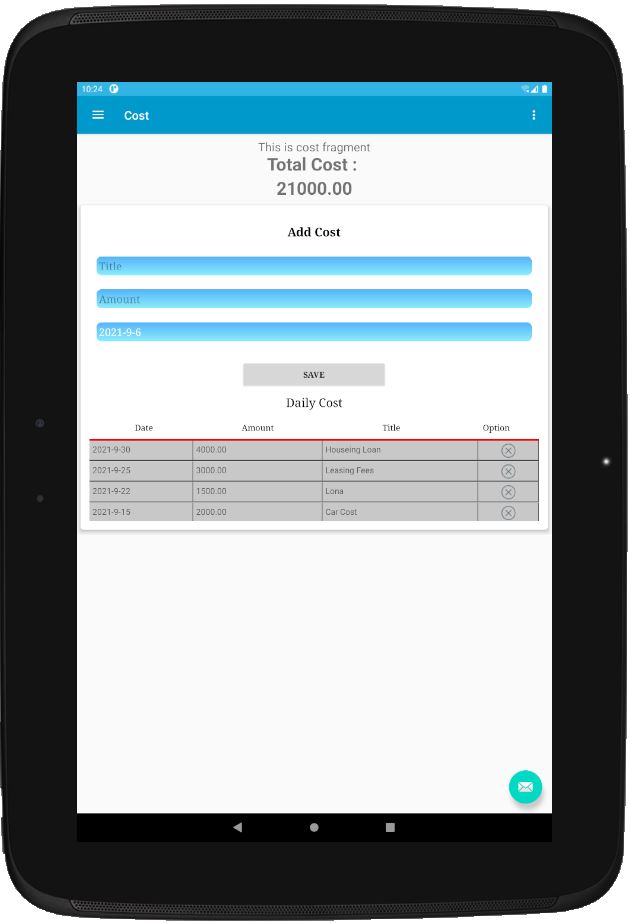 10:24
Cost
This is cost fragment
Total Cost :
21000.00
Add Cost
Title
Amount
2021-9-6
SAVE
Daily Cost
Date Amount Title Option
2021-9-30 4000.00 Houseing Loan
2021-9-25 3000.00 Leasing Fees
2021-9-22 1500.00 Lona
2021-9-15 2000.00 Car Cost